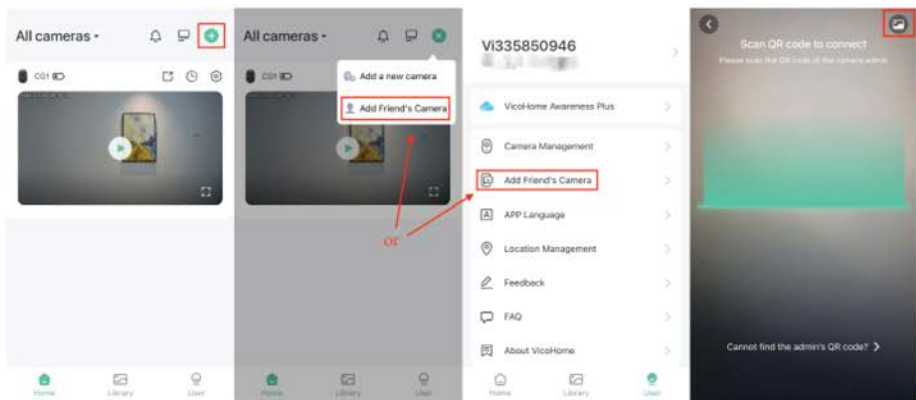 All cameras
CG1
Home
Library
User
All cameras
CG1
Add a new camera
Add Friend's Camera
or
Home
Library
User
Vi335850946
VicoHome Awareness Plus
Camera Management
Add Friend's Camera
APP Language
Location Management
Feedback
FAQ
About VicoHome
Home
Library
User
Scan QR code to connect
Please scan the QR code of the camera admin.
Cannot find the admin's QR code?